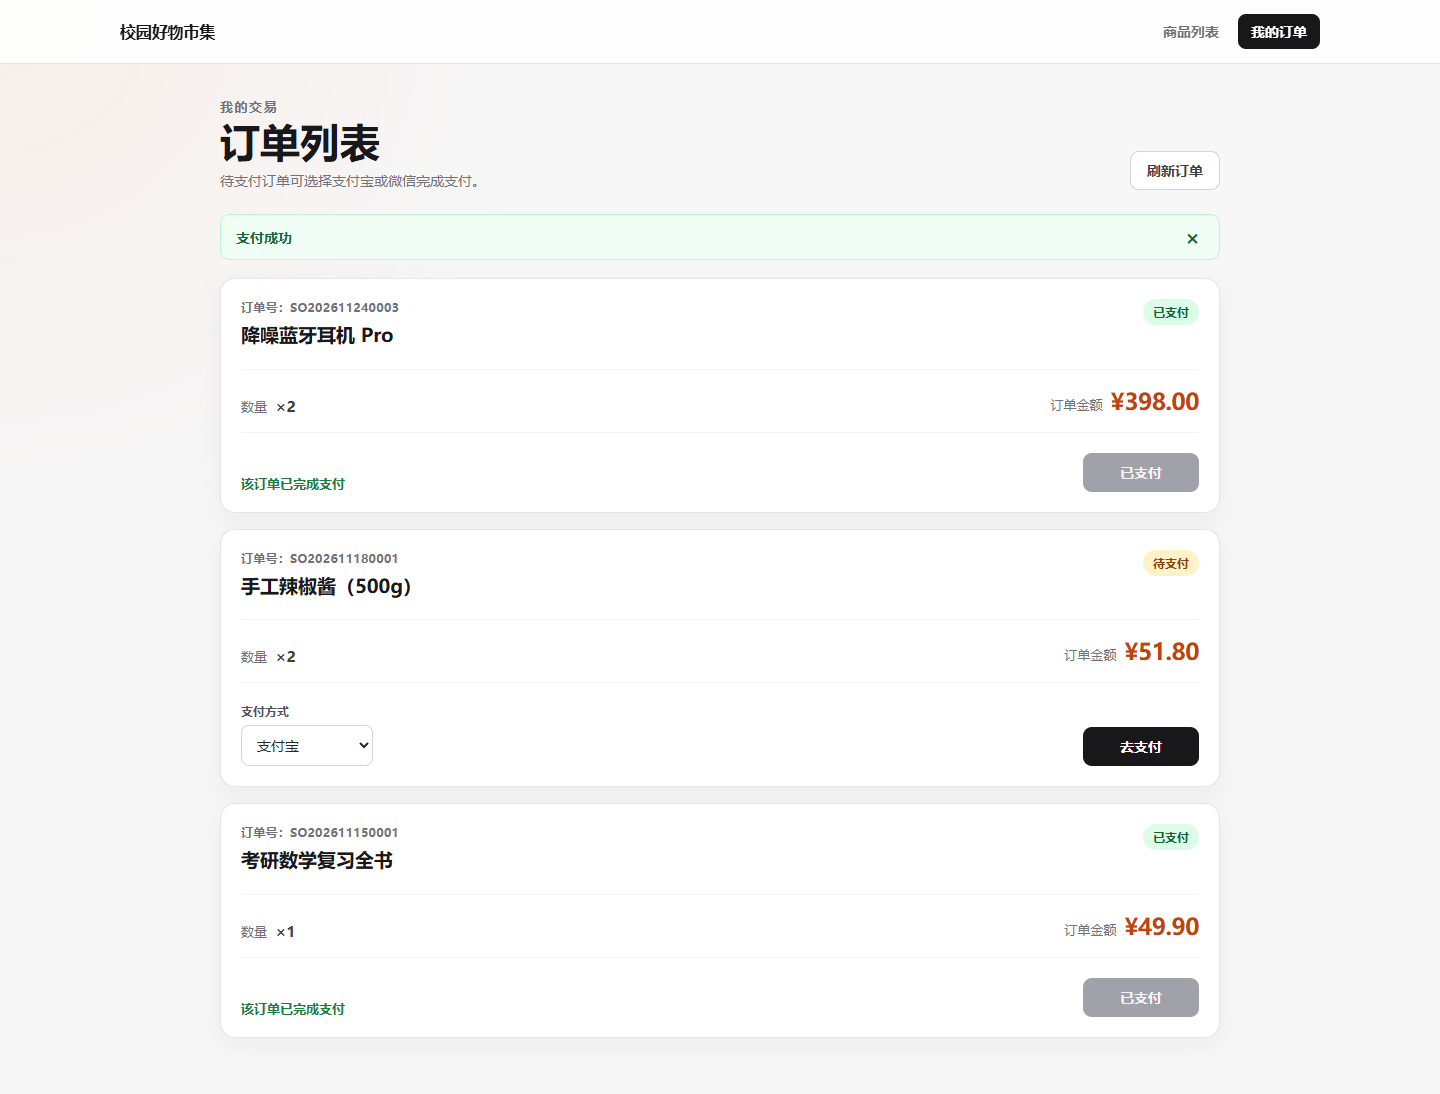 校园好物市集
商品列表
我的订单
我的交易
订单列表
待支付订单可选择支付宝或微信完成支付。
刷新订单
支付成功
×
订单号：SO202611240003
已支付
降噪蓝牙耳机 Pro
数量 ×2
订单金额 ¥398.00
该订单已完成支付
已支付
订单号：SO202611180001
待支付
手工辣椒酱（500g）
数量 ×2
订单金额 ¥51.80
支付方式
支付宝
去支付
订单号：SO202611150001
已支付
考研数学复习全书
数量 ×1
订单金额 ¥49.90
该订单已完成支付
已支付